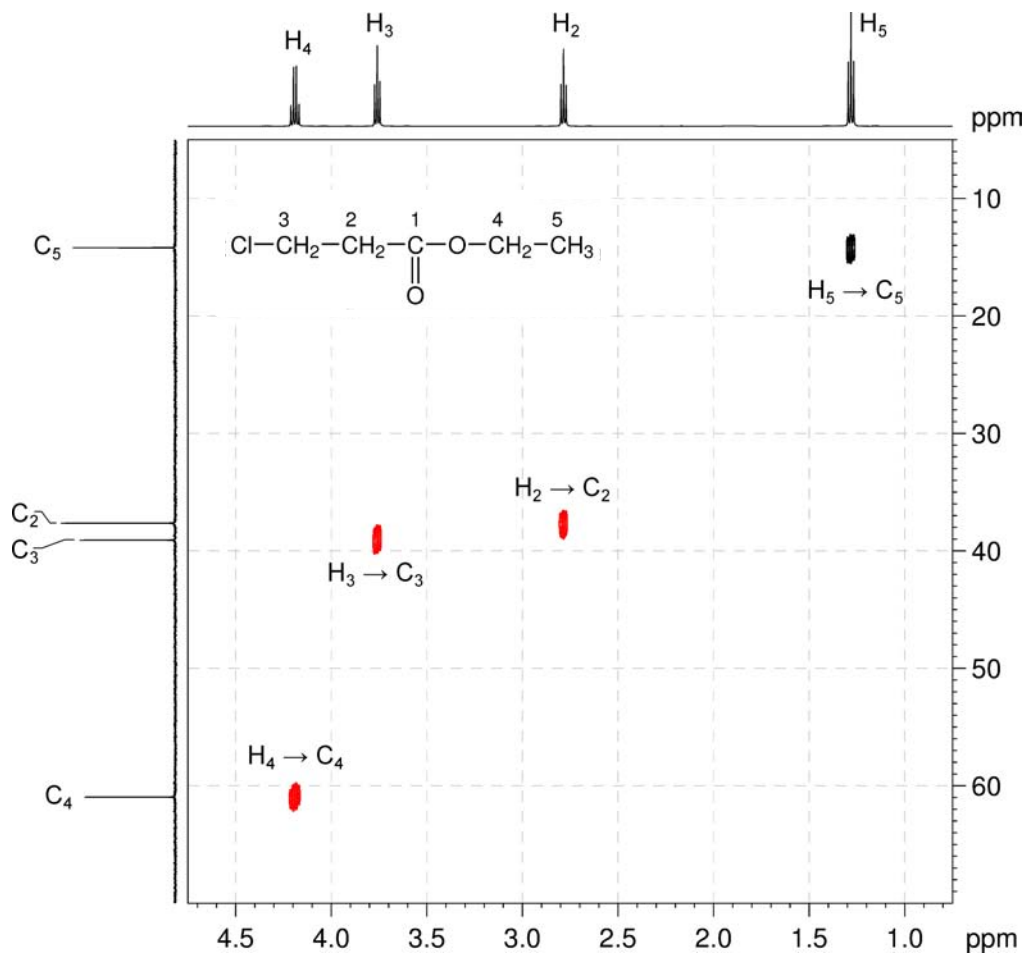 H₄ H₃ H₂ H₅
ppm
10
3 2 1 4 5
C₅
Cl—CH₂—CH₂—C—O—CH₂—CH₃
O
H₅ → C₅
20
30
H₂ → C₂
C₂
C₃
40
H₃ → C₃
50
H₄ → C₄
C₄
60
4.5 4.0 3.5 3.0 2.5 2.0 1.5 1.0 ppm